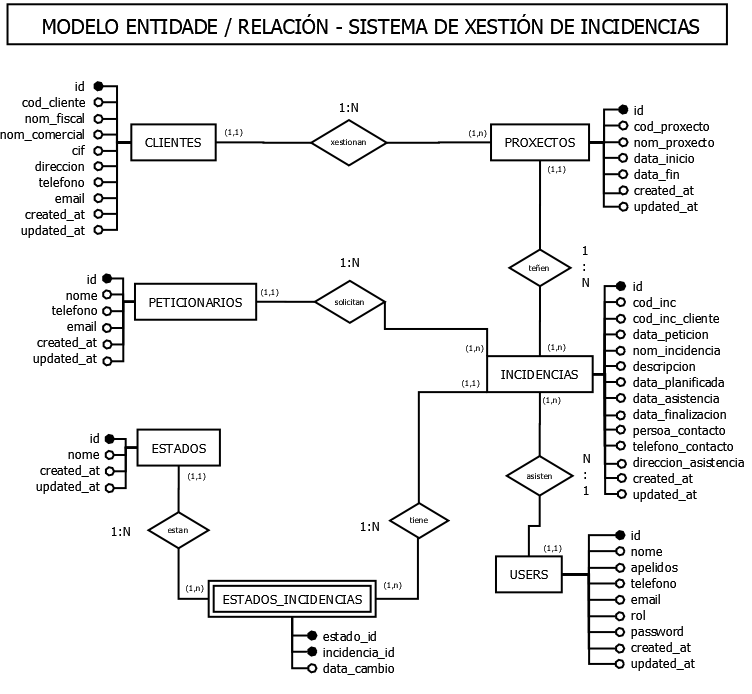 MODELO ENTIDADE / RELACIÓN - SISTEMA DE XESTIÓN DE INCIDENCIAS
id
cod_cliente
nom_fiscal
nom_comercial
cif
direccion
telefono
email
created_at
updated_at
CLIENTES
(1,1)
1:N
xestionan
(1,n)
PROXECTOS
(1,1)
id
cod_proxecto
nom_proxecto
data_inicio
data_fin
created_at
updated_at
teñen
1
:
N
id
nome
telefono
email
created_at
updated_at
PETICIONARIOS
(1,1)
1:N
solicitan
(1,n)
(1,n)
(1,1)
INCIDENCIAS
(1,n)
id
cod_inc
cod_inc_cliente
data_peticion
nom_incidencia
descripcion
data_planificada
data_asistencia
data_finalizacion
persoa_contacto
telefono_contacto
direccion_asistencia
created_at
updated_at
id
nome
created_at
updated_at
ESTADOS
(1,1)
1:N
estan
(1,n)
1:N
tiene
(1,n)
asisten
N
:
1
(1,1)
USERS
id
nome
apelidos
telefono
email
rol
password
created_at
updated_at
ESTADOS_INCIDENCIAS
estado_id
incidencia_id
data_cambio